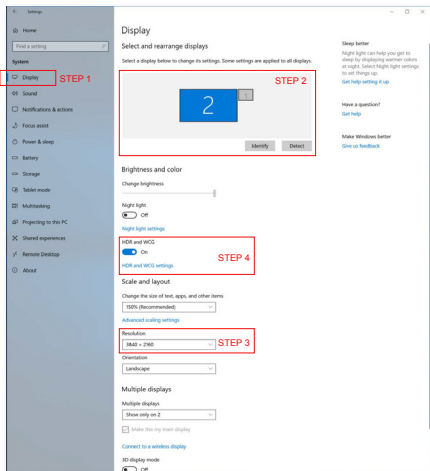 Settings
Home
Find a setting
System
Display
STEP 1
Sound
Notifications & actions
Focus assist
Power & sleep
Battery
Storage
Tablet mode
Multitasking
Projecting to this PC
Shared experiences
Remote Desktop
About
Display
Select and rearrange displays
Select a display below to change its settings. Some settings are applied to all displays.
STEP 2
2
1
Identify
Detect
Brightness and color
Change brightness
Night light
Off
Night light settings
HDR and WCG
On
STEP 4
HDR and WCG settings
Scale and layout
Change the size of text, apps, and other items
150% (Recommended)
Advanced scaling settings
Resolution
3840 × 2160
STEP 3
Orientation
Landscape
Multiple displays
Multiple displays
Show only on 2
Make this my main display
Connect to a wireless display
3D display mode
Off
Sleep better
Night light can help you get to
sleep by displaying warmer colors
at night. Select Night light settings
to set things up.
Get help setting it up
Have a question?
Get help
Make Windows better
Give us feedback